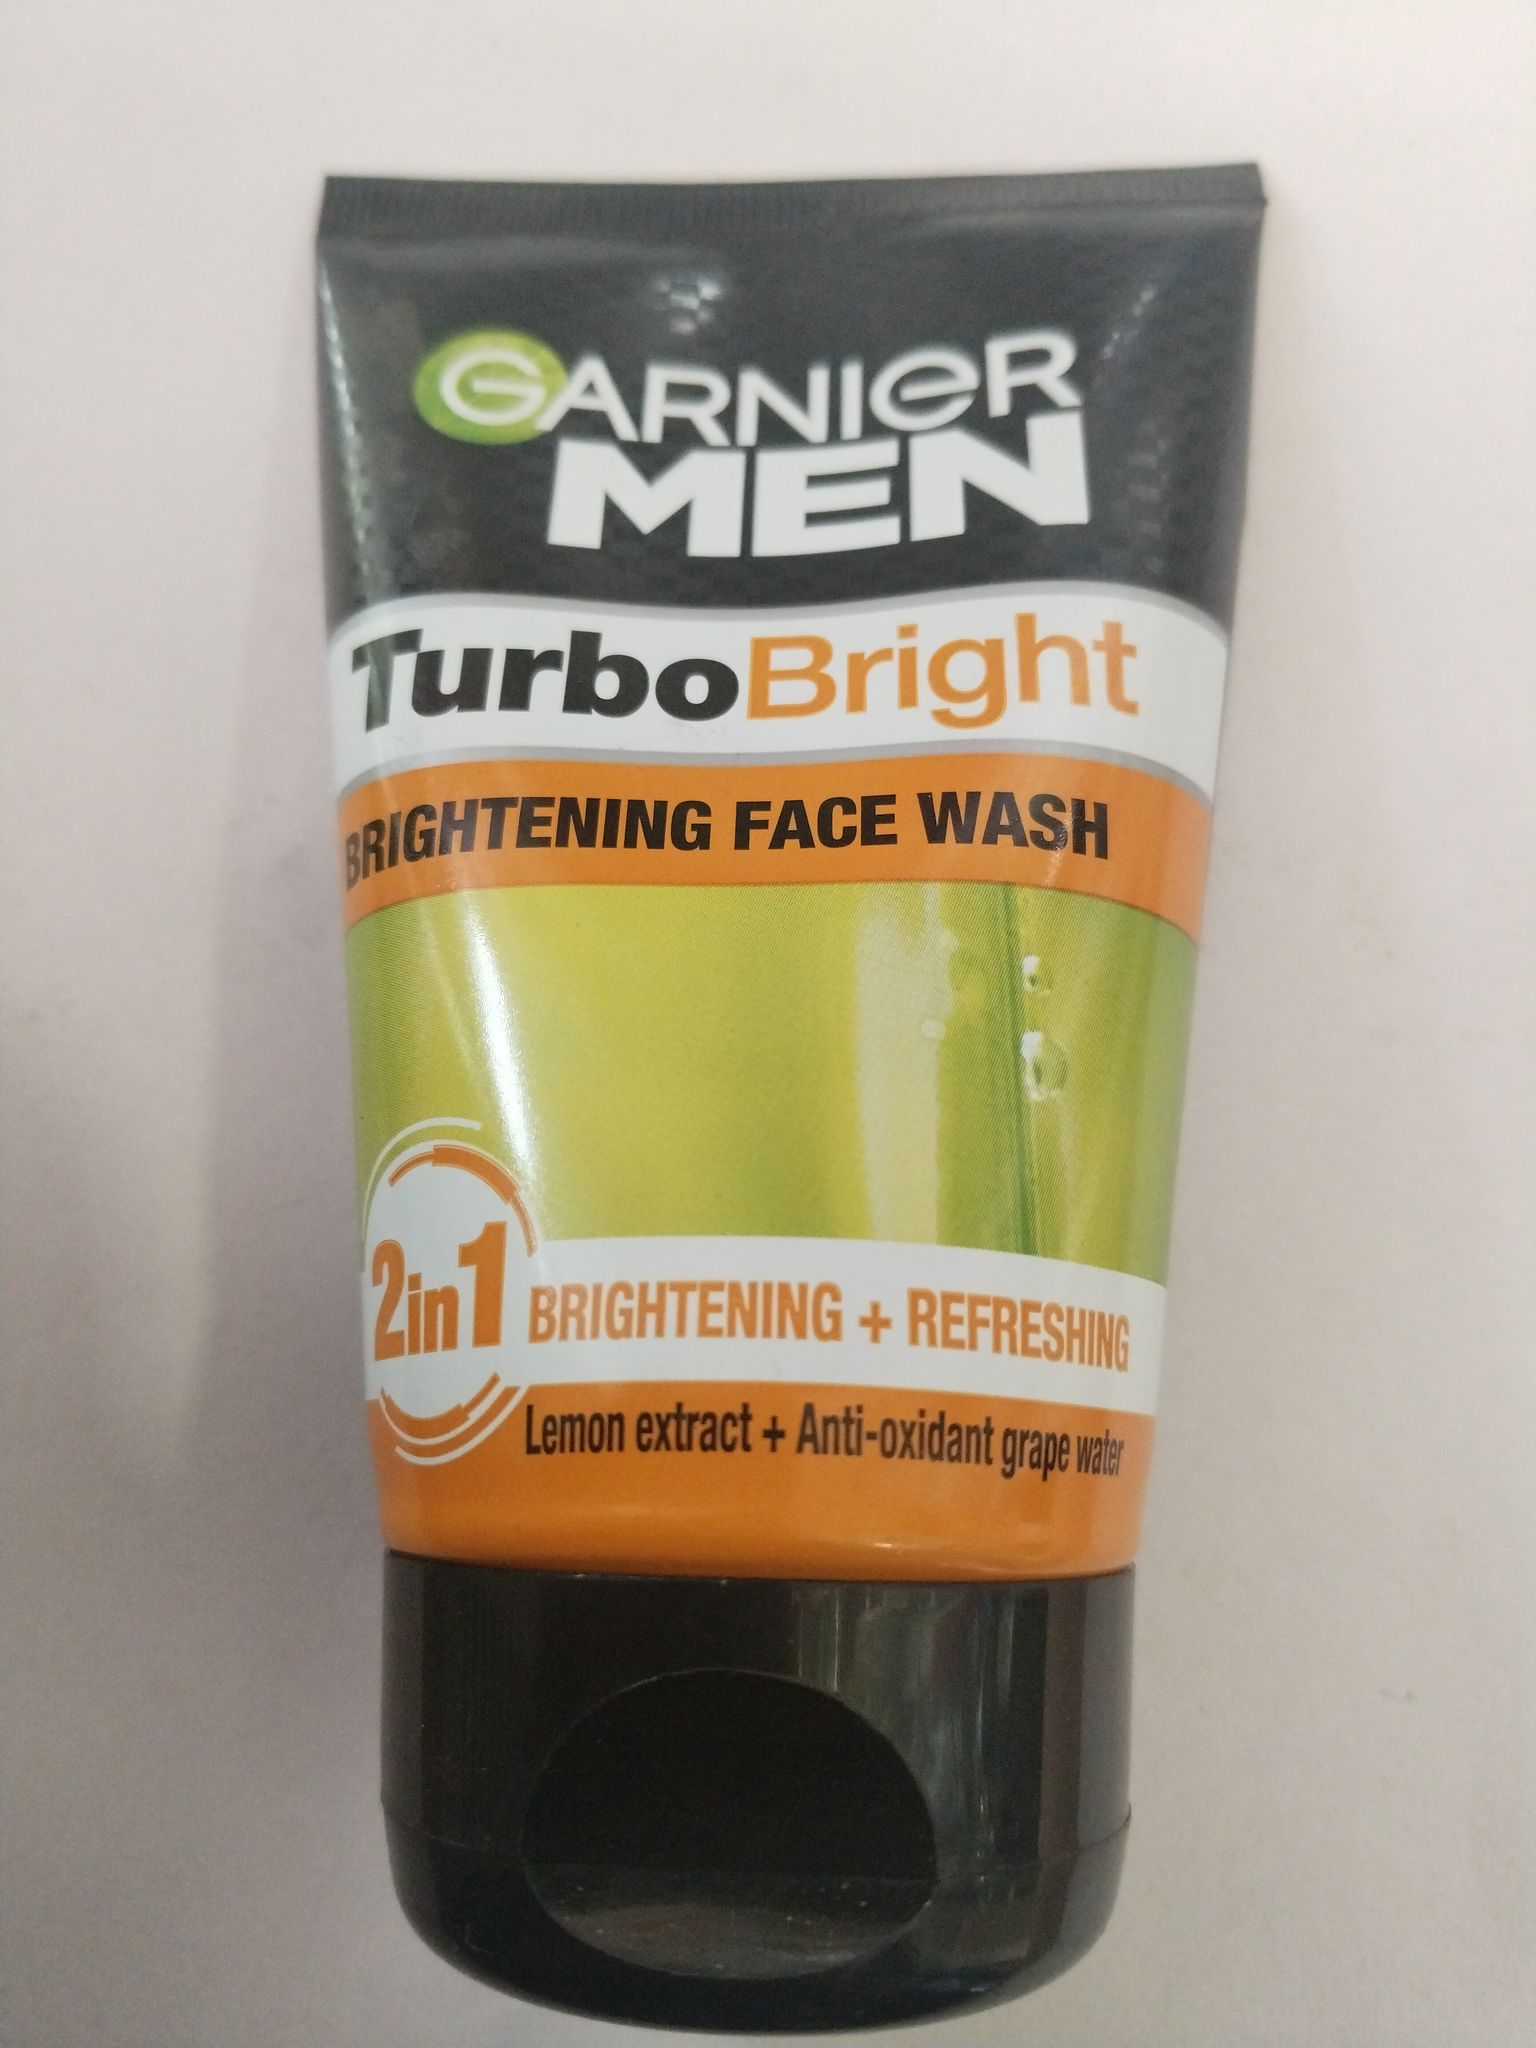 GARNIER
MEN
TurboBright
BRIGHTENING FACE WASH
2in1 BRIGHTENING + REFRESHING
Lemon extract + Anti-oxidant grape water